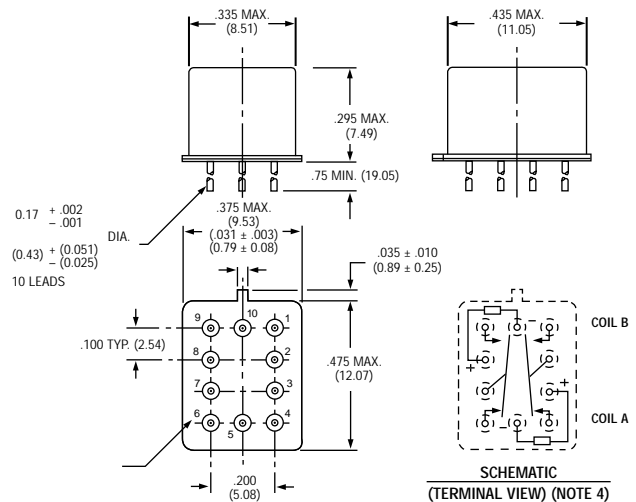 .335 MAX.
(8.51)
.435 MAX.
(11.05)
.295 MAX.
(7.49)
.75 MIN. (19.05)
0.17 + .002
– .001
DIA.
(0.43) + (0.051)
– (0.025)
10 LEADS
.375 MAX.
(9.53)
(.031 ± .003)
(0.79 ± 0.08)
.035 ± .010
(0.89 ± 0.25)
9 10 1
.100 TYP. (2.54)
8 2
7 3
6 5 4
.475 MAX.
(12.07)
.200
(5.08)
–
COIL B
+
+
–
COIL A
SCHEMATIC
(TERMINAL VIEW) (NOTE 4)